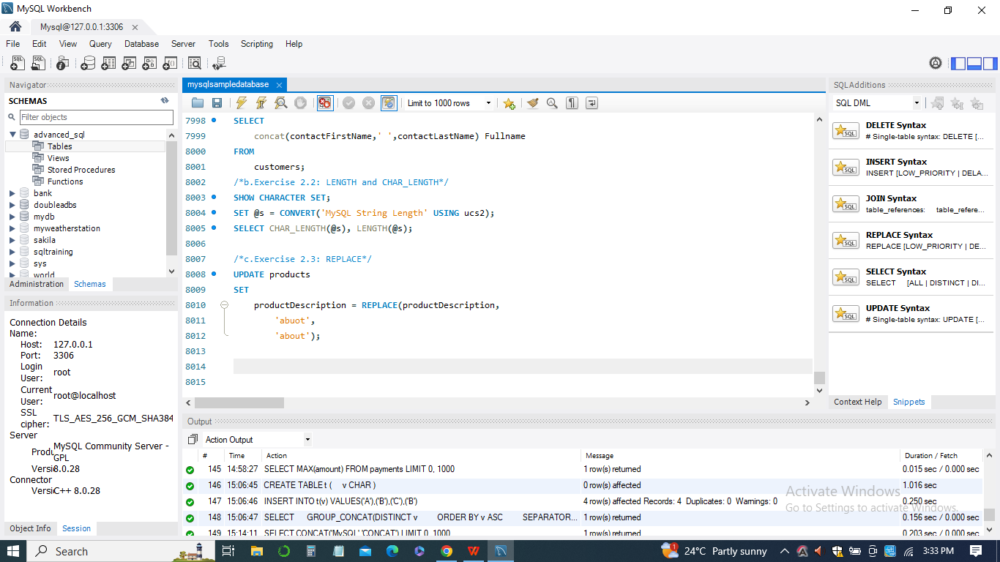 MySQL Workbench
Mysql@127.0.0.1:3306
File Edit View Query Database Server Tools Scripting Help
Navigator
SCHEMAS
Filter objects
advanced_sql
Tables
Views
Stored Procedures
Functions
bank
doubleadbs
mydb
myweatherstation
sakila
sqltraining
sys
world
Administration Schemas
Information
Connection Details
Name:
Host: 127.0.0.1
Port: 3306
Login User: root
Current User: root@localhost
SSL cipher: TLS_AES_256_GCM_SHA384
Server
MySQL Community Server - GPL
8.0.28
Connector
C++ 8.0.28
Object Info Session
mysqlsampledatabase
Limit to 1000 rows
7998 SELECT
7999 concat(contactFirstName,' ',contactLastName) Fullname
8000 FROM
8001 customers;
8002 /*b.Exercise 2.2: LENGTH and CHAR_LENGTH*/
8003 SHOW CHARACTER SET;
8004 SET @s = CONVERT('MySQL String Length' USING ucs2);
8005 SELECT CHAR_LENGTH(@s), LENGTH(@s);
8006
8007 /*c.Exercise 2.3: REPLACE*/
8008 UPDATE products
8009 SET
8010 productDescription = REPLACE(productDescription,
8011 'abuot',
8012 'about');
8013
8014
8015
Output
Action Output
# Time Action Message Duration / Fetch
145 14:58:27 SELECT MAX(amount) FROM payments LIMIT 0, 1000 1 row(s) returned 0.015 sec / 0.000 sec
146 15:06:45 CREATE TABLE t ( v CHAR ) 0 row(s) affected 1.016 sec
147 15:06:46 INSERT INTO t(v) VALUES('A'),('B'),('C'),('B') 4 row(s) affected Records: 4 Duplicates: 0 Warnings: 0 0.250 sec
148 15:06:47 SELECT GROUP_CONCAT(DISTINCT v ORDER BY v ASC SEPARATOR... 1 row(s) returned 0.156 sec / 0.000 sec
149 15:14:11 SELECT CONCAT('MySQL','CONCAT') LIMIT 0, 1000 1 row(s) returned 0.203 sec / 0.000 sec
SQLAdditions
SQL DML
DELETE Syntax
# Single-table syntax: DELETE [...
INSERT Syntax
INSERT [LOW_PRIORITY | DELA...
JOIN Syntax
table_references: table_refere...
REPLACE Syntax
REPLACE [LOW_PRIORITY | DE...
SELECT Syntax
SELECT [ALL | DISTINCT | DI...
UPDATE Syntax
# Single-table syntax: UPDATE [...
Context Help Snippets
Activate Windows
Go to Settings to activate Windows.
Search
1
24°C Partly sunny
3:33 PM